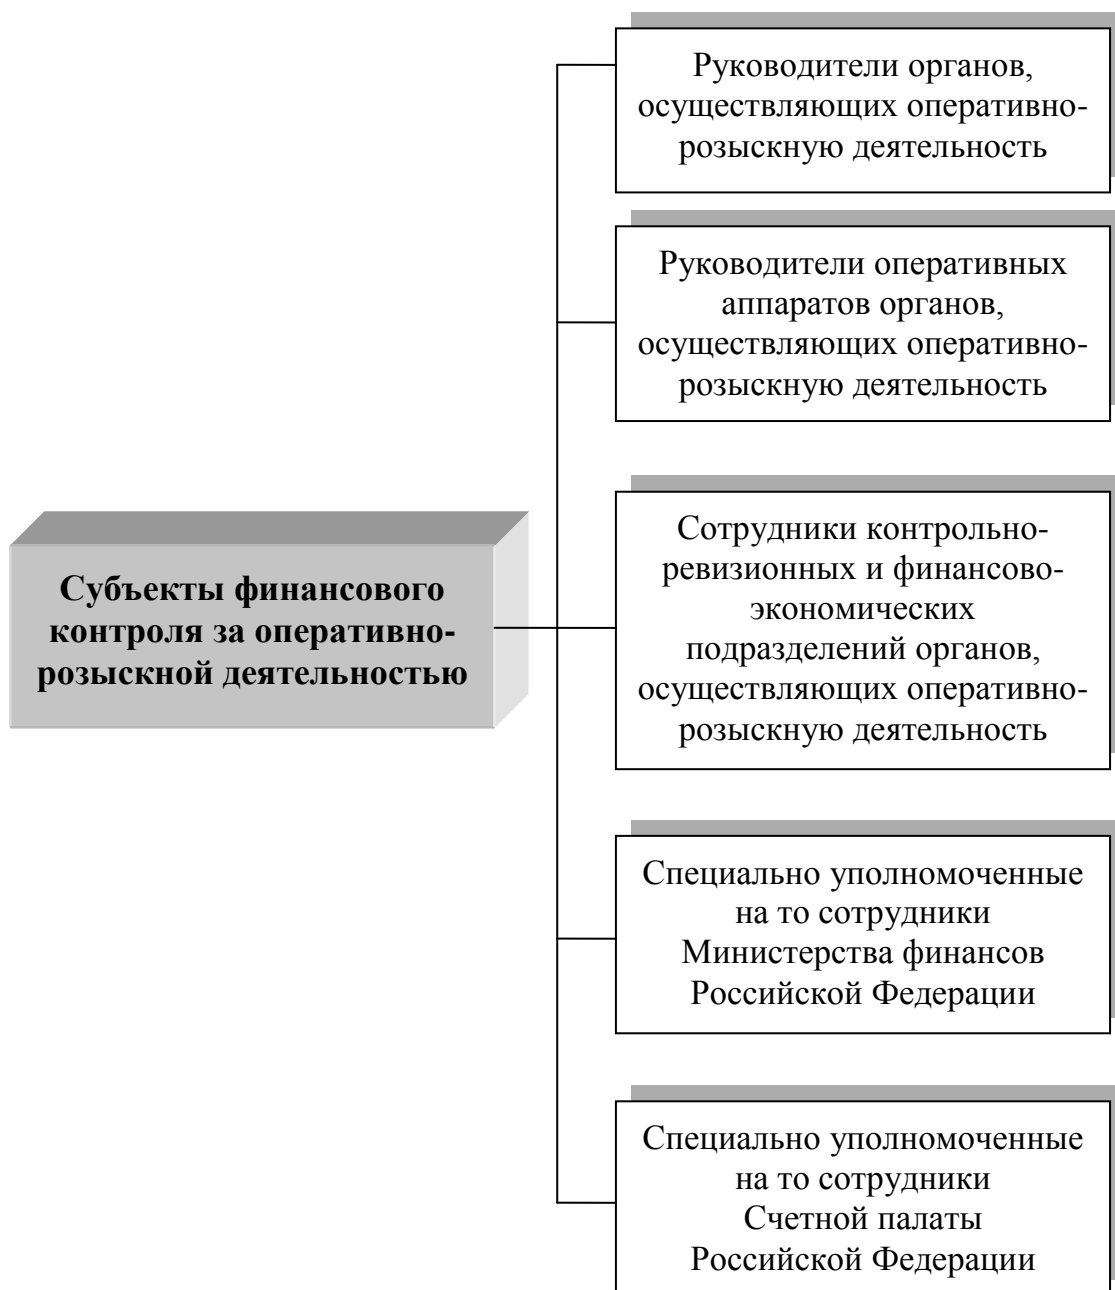 Руководители органов,
осуществляющих оперативно-
розыскную деятельность
Руководители оперативных
аппаратов органов,
осуществляющих оперативно-
розыскную деятельность
Субъекты финансового
контроля за оперативно-
розыскной деятельностью
Сотрудники контрольно-
ревизионных и финансово-
экономических
подразделений органов,
осуществляющих оперативно-
розыскную деятельность
Специально уполномоченные
на то сотрудники
Министерства финансов
Российской Федерации
Специально уполномоченные
на то сотрудники
Счетной палаты
Российской Федерации